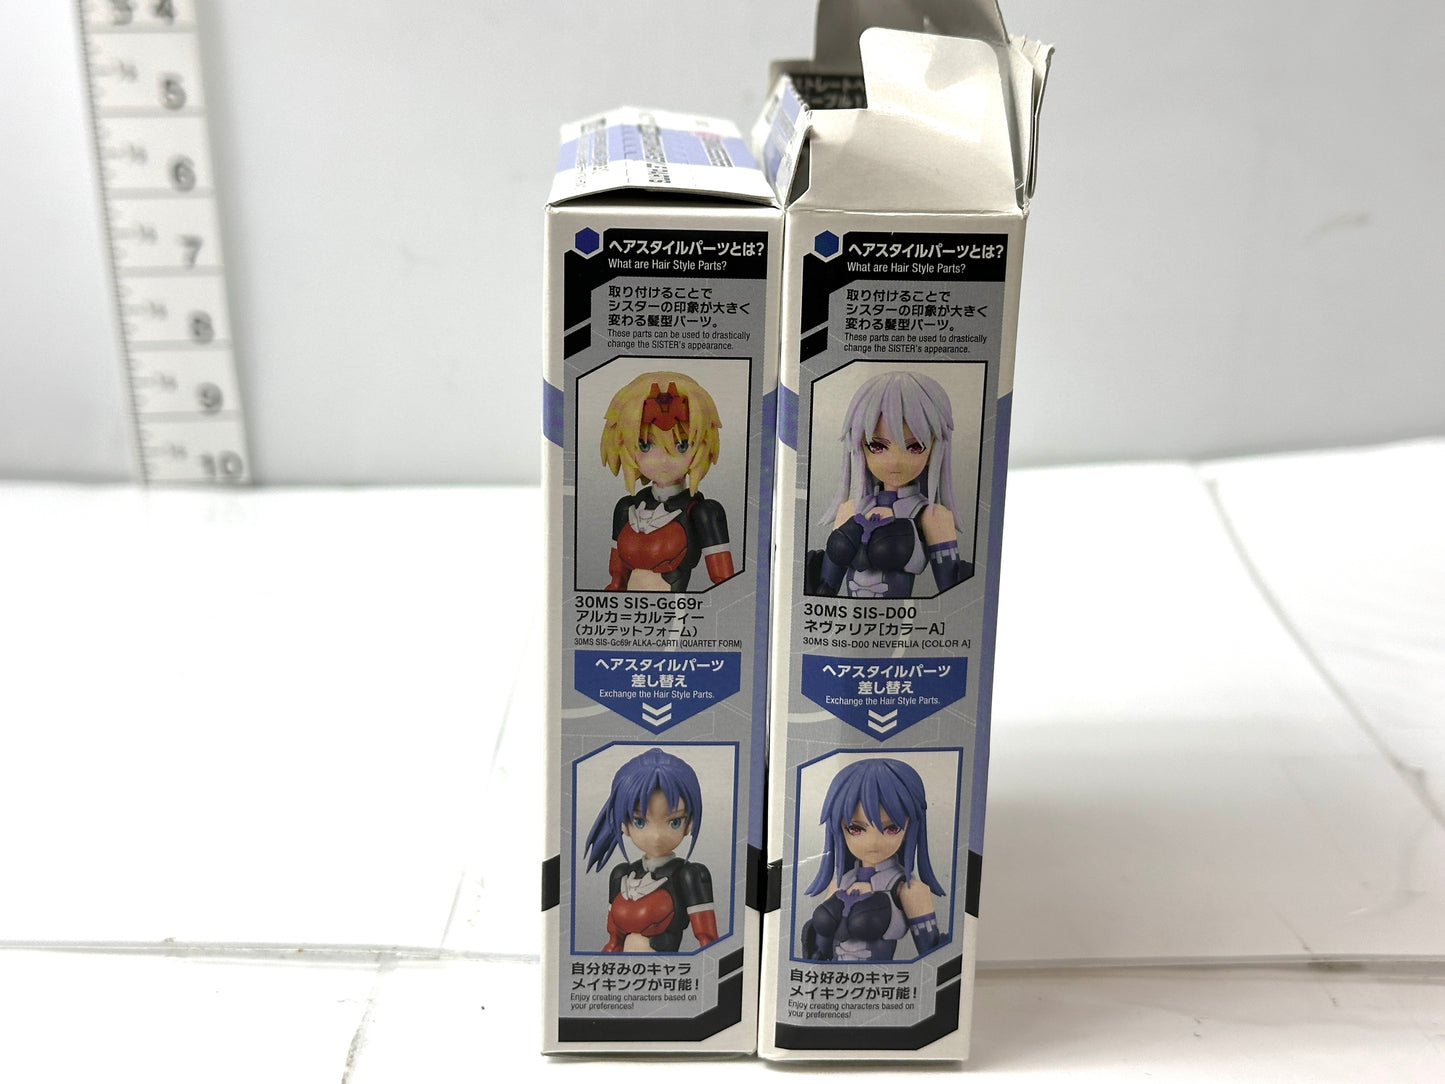 3 4
5
6
7
8
9
10
ヘアスタイルパーツとは?
What are Hair Style Parts?
取り付けることで
シスターの印象が大きく
変わる髪型パーツ。
These parts can be used to drastically
change the SISTER's appearance.
30MS SIS-Gc69r
アルカ=カルティー
(カルテットフォーム)
30MS SIS-Gc69r ALKA-CARTI (QUARTET FORM)
ヘアスタイルパーツ
差し替え
Exchange the Hair Style Parts.
自分好みのキャラ
メイキングが可能!
Enjoy creating characters based on
your preferences!
ヘアスタイルパーツとは?
What are Hair Style Parts?
取り付けることで
シスターの印象が大きく
変わる髪型パーツ。
These parts can be used to drastically
change the SISTER's appearance.
30MS SIS-D00
ネヴァリア[カラーA]
30MS SIS-D00 NEVERLIA [COLOR A]
ヘアスタイルパーツ
差し替え
Exchange the Hair Style Parts.
自分好みのキャラ
メイキングが可能!
Enjoy creating characters based on
your preferences!